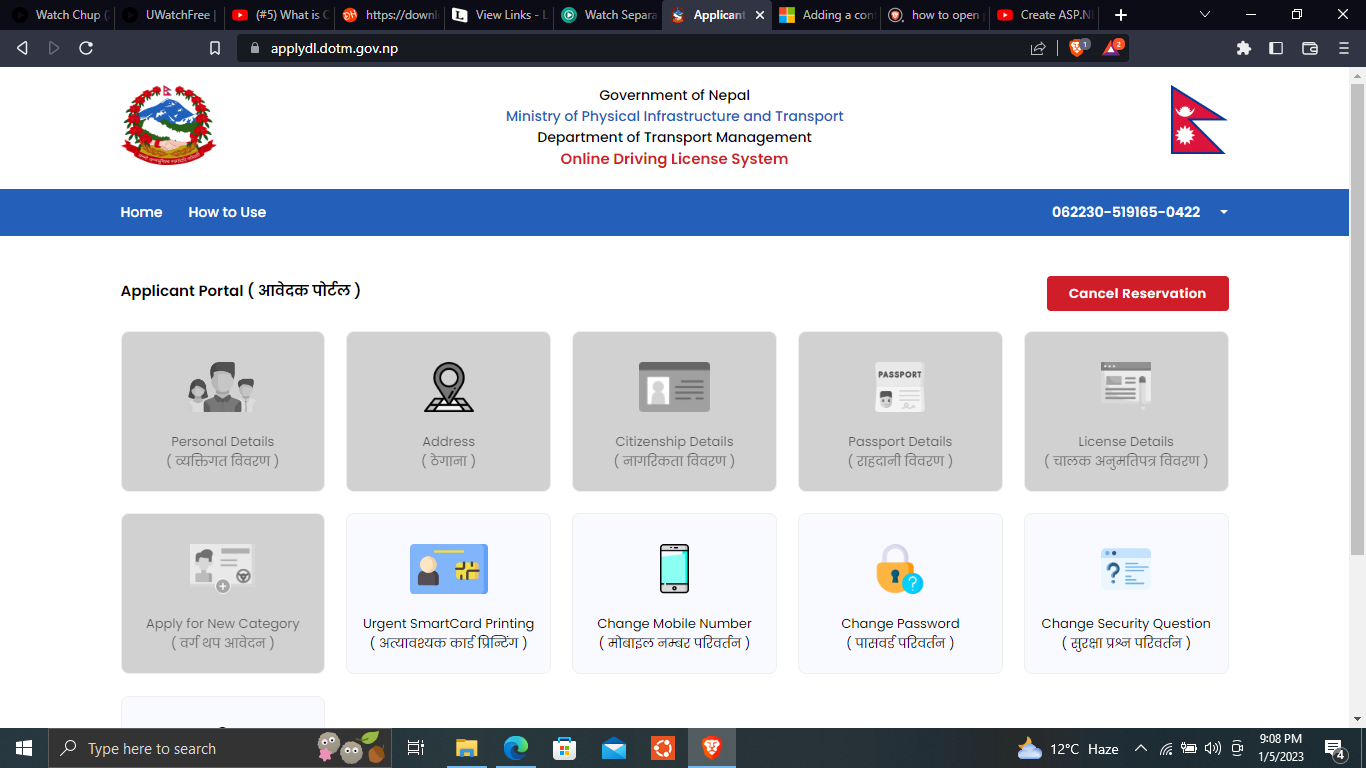 Watch Chup (
UWatchFree |
(#5) What is C
https://downl
View Links - L
Watch Separa
Applicant
Adding a con
how to open
Create ASP.N
applydl.dotm.gov.np
1
2
Government of Nepal
Ministry of Physical Infrastructure and Transport
Department of Transport Management
Online Driving License System
Home How to Use 062230-519165-0422
Applicant Portal ( आवेदक पोर्टल )
Cancel Reservation
Personal Details
( व्यक्तिगत विवरण )
Address
( ठेगाना )
Citizenship Details
( नागरिकता विवरण )
PASSPORT
Passport Details
( राहदानी विवरण )
License Details
( चालक अनुमतिपत्र विवरण )
Apply for New Category
( वर्ग थप आवेदन )
Urgent SmartCard Printing
( अत्यावश्यक कार्ड प्रिन्टिंग )
Change Mobile Number
( मोबाइल नम्बर परिवर्तन )
Change Password
( पासवर्ड परिवर्तन )
Change Security Question
( सुरक्षा प्रश्न परिवर्तन )
Type here to search
12°C Haze
9:08 PM
1/5/2023
4